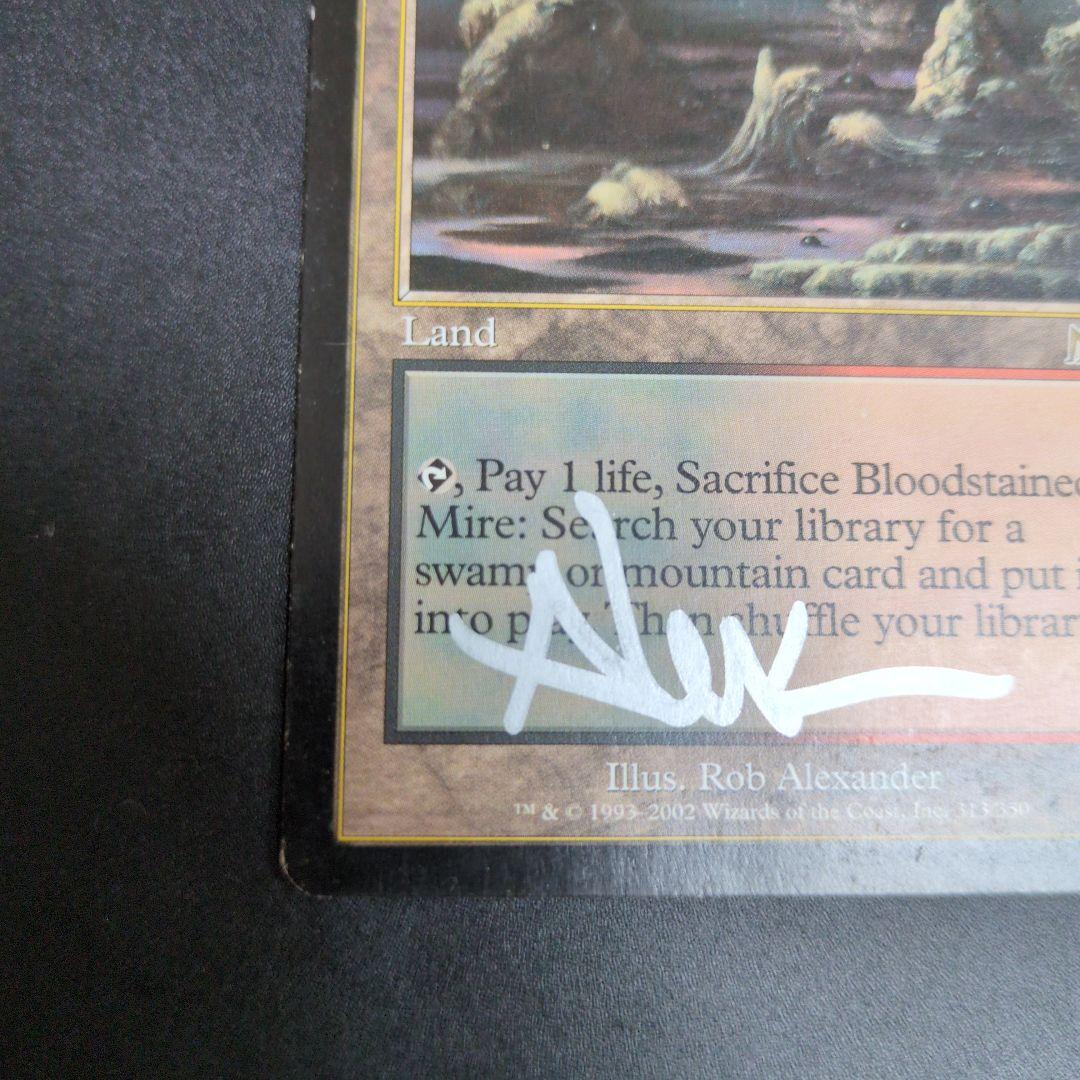 Land
, Pay 1 life, Sacrifice Bloodstained
Mire: Search your library for a
swamp or mountain card and put
into play. Then shuffle your library
Illus. Rob Alexander
™ & © 1993-2002 Wizards of the Coast, Inc. 313/350
Alex